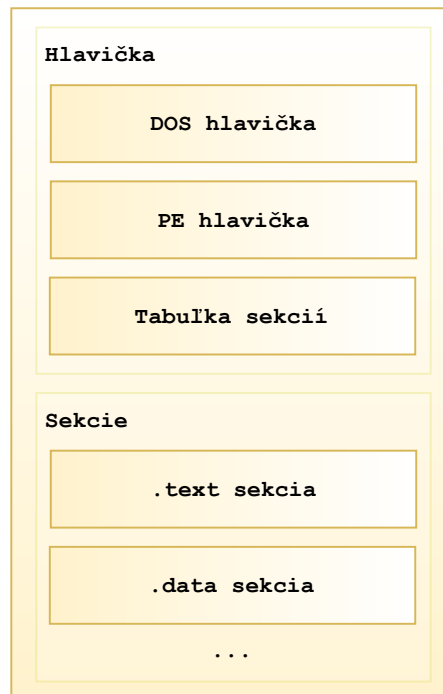 Hlavička
DOS hlavička
PE hlavička
Tabuľka sekcií
Sekcie
.text sekcia
.data sekcia
...